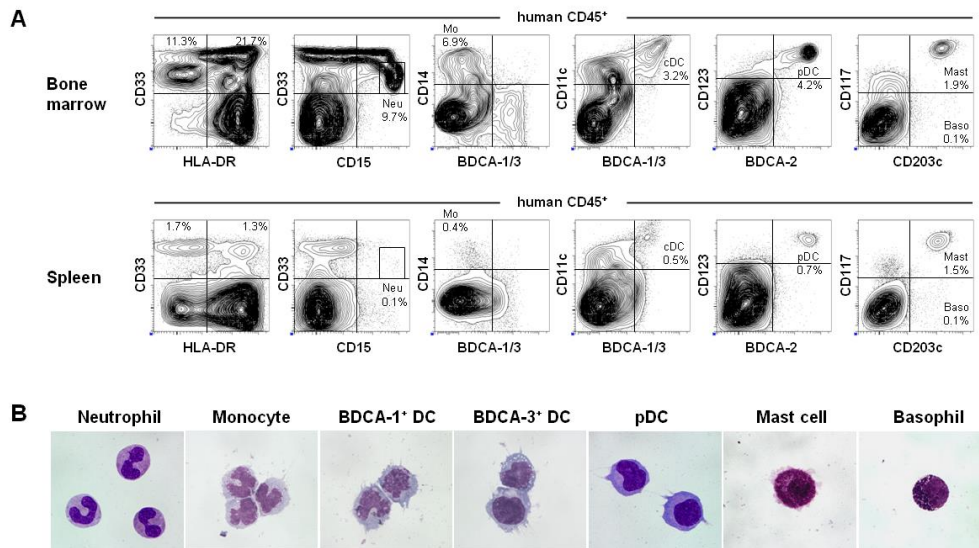 A
human CD45+
Bone
marrow
CD33
11.3%
21.7%
HLA-DR
CD33
Neu
9.7%
CD15
CD14
Mo
6.9%
BDCA-1/3
CD11c
cDC
3.2%
BDCA-1/3
CD123
pDC
4.2%
BDCA-2
CD117
Mast
1.9%
Baso
0.1%
CD203c
human CD45+
Spleen
CD33
1.7%
1.3%
HLA-DR
CD33
Neu
0.1%
CD15
CD14
Mo
0.4%
BDCA-1/3
CD11c
cDC
0.5%
BDCA-1/3
CD123
pDC
0.7%
BDCA-2
CD117
Mast
1.5%
Baso
0.1%
CD203c
B
Neutrophil
Monocyte
BDCA-1+ DC
BDCA-3+ DC
pDC
Mast cell
Basophil